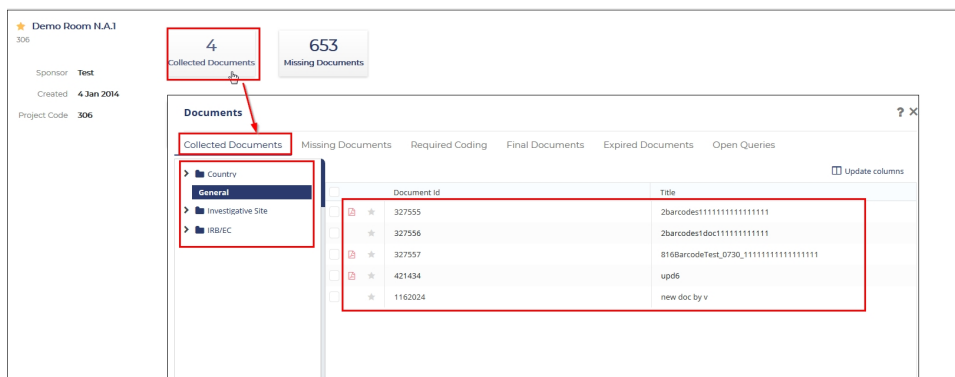 Demo Room N.A.1
306
Sponsor Test
Created 4 Jan 2014
Project Code 306
4
Collected Documents
653
Missing Documents
Documents
? ×
Collected Documents Missing Documents Required Coding Final Documents Expired Documents Open Queries
Update columns
Country
General
Investigative Site
IRB/EC
Document Id Title
327555 2barcodes1111111111111111
327556 2barcodes1doc111111111111
327557 816BarcodeTest_0730_11111111111111111
421434 upd6
1162024 new doc by v